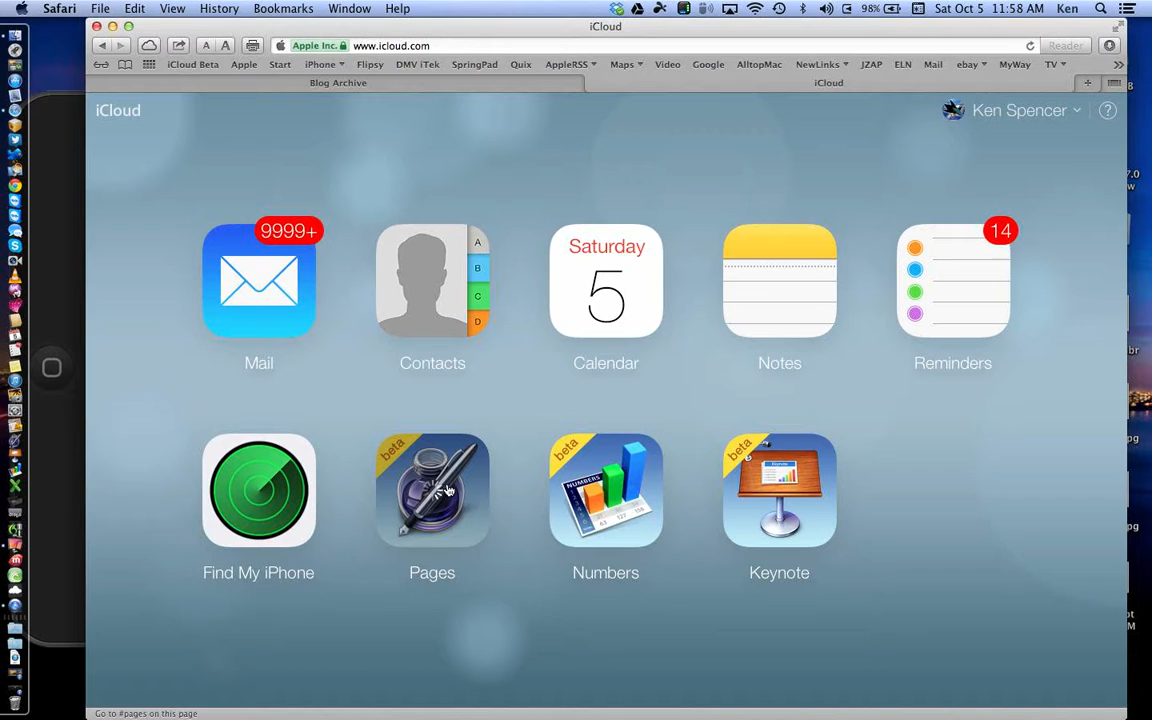 Safari File Edit View History Bookmarks Window Help 98% Sat Oct 5 11:58 AM Ken
iCloud
A A Apple Inc. www.icloud.com Reader
iCloud Beta Apple Start iPhone Flipsy DMV iTek SpringPad Quix AppleRSS Maps Video Google AlltopMac NewLinks JZAP ELN Mail ebay MyWay TV
Blog Archive iCloud
iCloud Ken Spencer ?
9999+ 14
A
B
C
D
Saturday
5
Mail Contacts Calendar Notes Reminders
beta beta beta
NUMBERS
Keynote
Find My iPhone Pages Numbers Keynote
Go to #pages on this page